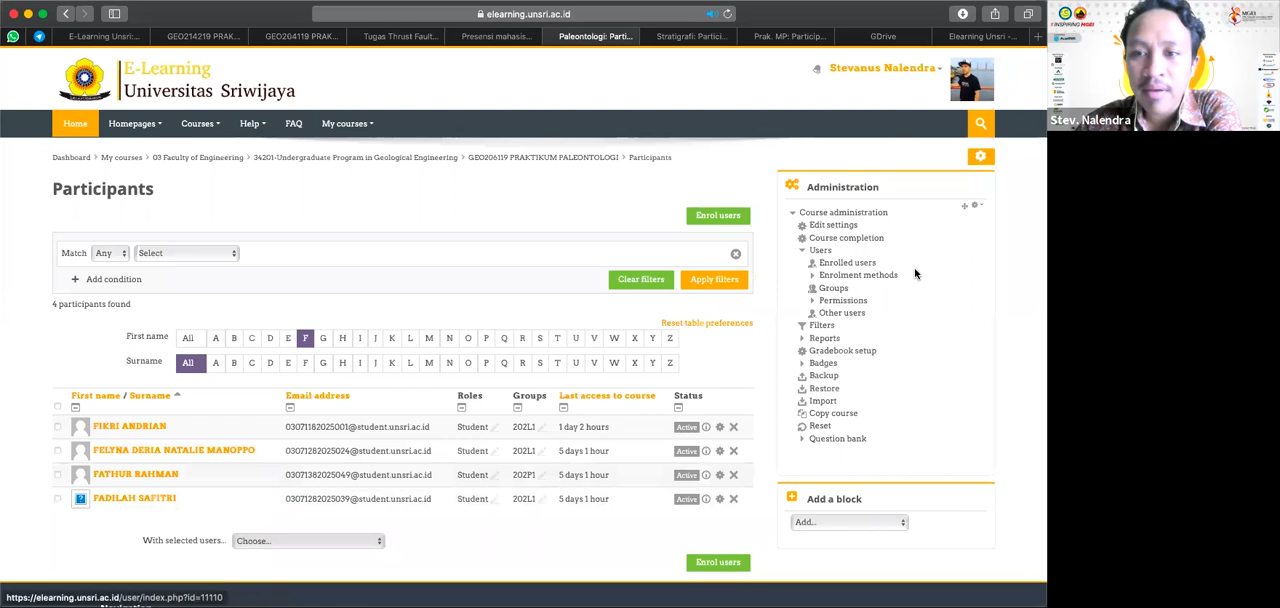 elearning.unsri.ac.id
E-Learning Unsri:...
GEO214219 PRAK...
GEO204119 PRAK...
Tugas Thrust Fault...
Presensi mahasis...
Paleontologi: Parti...
Stratigrafi: Partici...
Prak. MP: Particip...
GDrive
Elearning Unsri -...
E-Learning
Universitas Sriwijaya
Stevanus Nalendra
Stev. Nalendra
Home Homepages Courses Help FAQ My courses
Dashboard > My courses > 03 Faculty of Engineering > 34201-Undergraduate Program in Geological Engineering > GEO206119 PRAKTIKUM PALEONTOLOGI > Participants
Participants
Enrol users
Match Any Select
Add condition
Clear filters Apply filters
4 participants found
Reset table preferences
First name All A B C D E F G H I J K L M N O P Q R S T U V W X Y Z
Surname All A B C D E F G H I J K L M N O P Q R S T U V W X Y Z
First name / Surname Email address Roles Groups Last access to course Status
FIKRI ANDRIAN 03071182025001@student.unsri.ac.id Student 202L1 1 day 2 hours Active
FELYNA DERIA NATALIE MANOPPO 03071282025024@student.unsri.ac.id Student 202L1 5 days 1 hour Active
FATHUR RAHMAN 03071382025049@student.unsri.ac.id Student 202P1 5 days 1 hour Active
FADILAH SAFITRI 03071282025039@student.unsri.ac.id Student 202L1 5 days 1 hour Active
With selected users... Choose...
Enrol users
Administration
Course administration
Edit settings
Course completion
Users
Enrolled users
Enrolment methods
Groups
Permissions
Other users
Filters
Reports
Gradebook setup
Badges
Backup
Restore
Import
Copy course
Reset
Question bank
Add a block
Add...
https://elearning.unsri.ac.id/user/index.php?id=11110